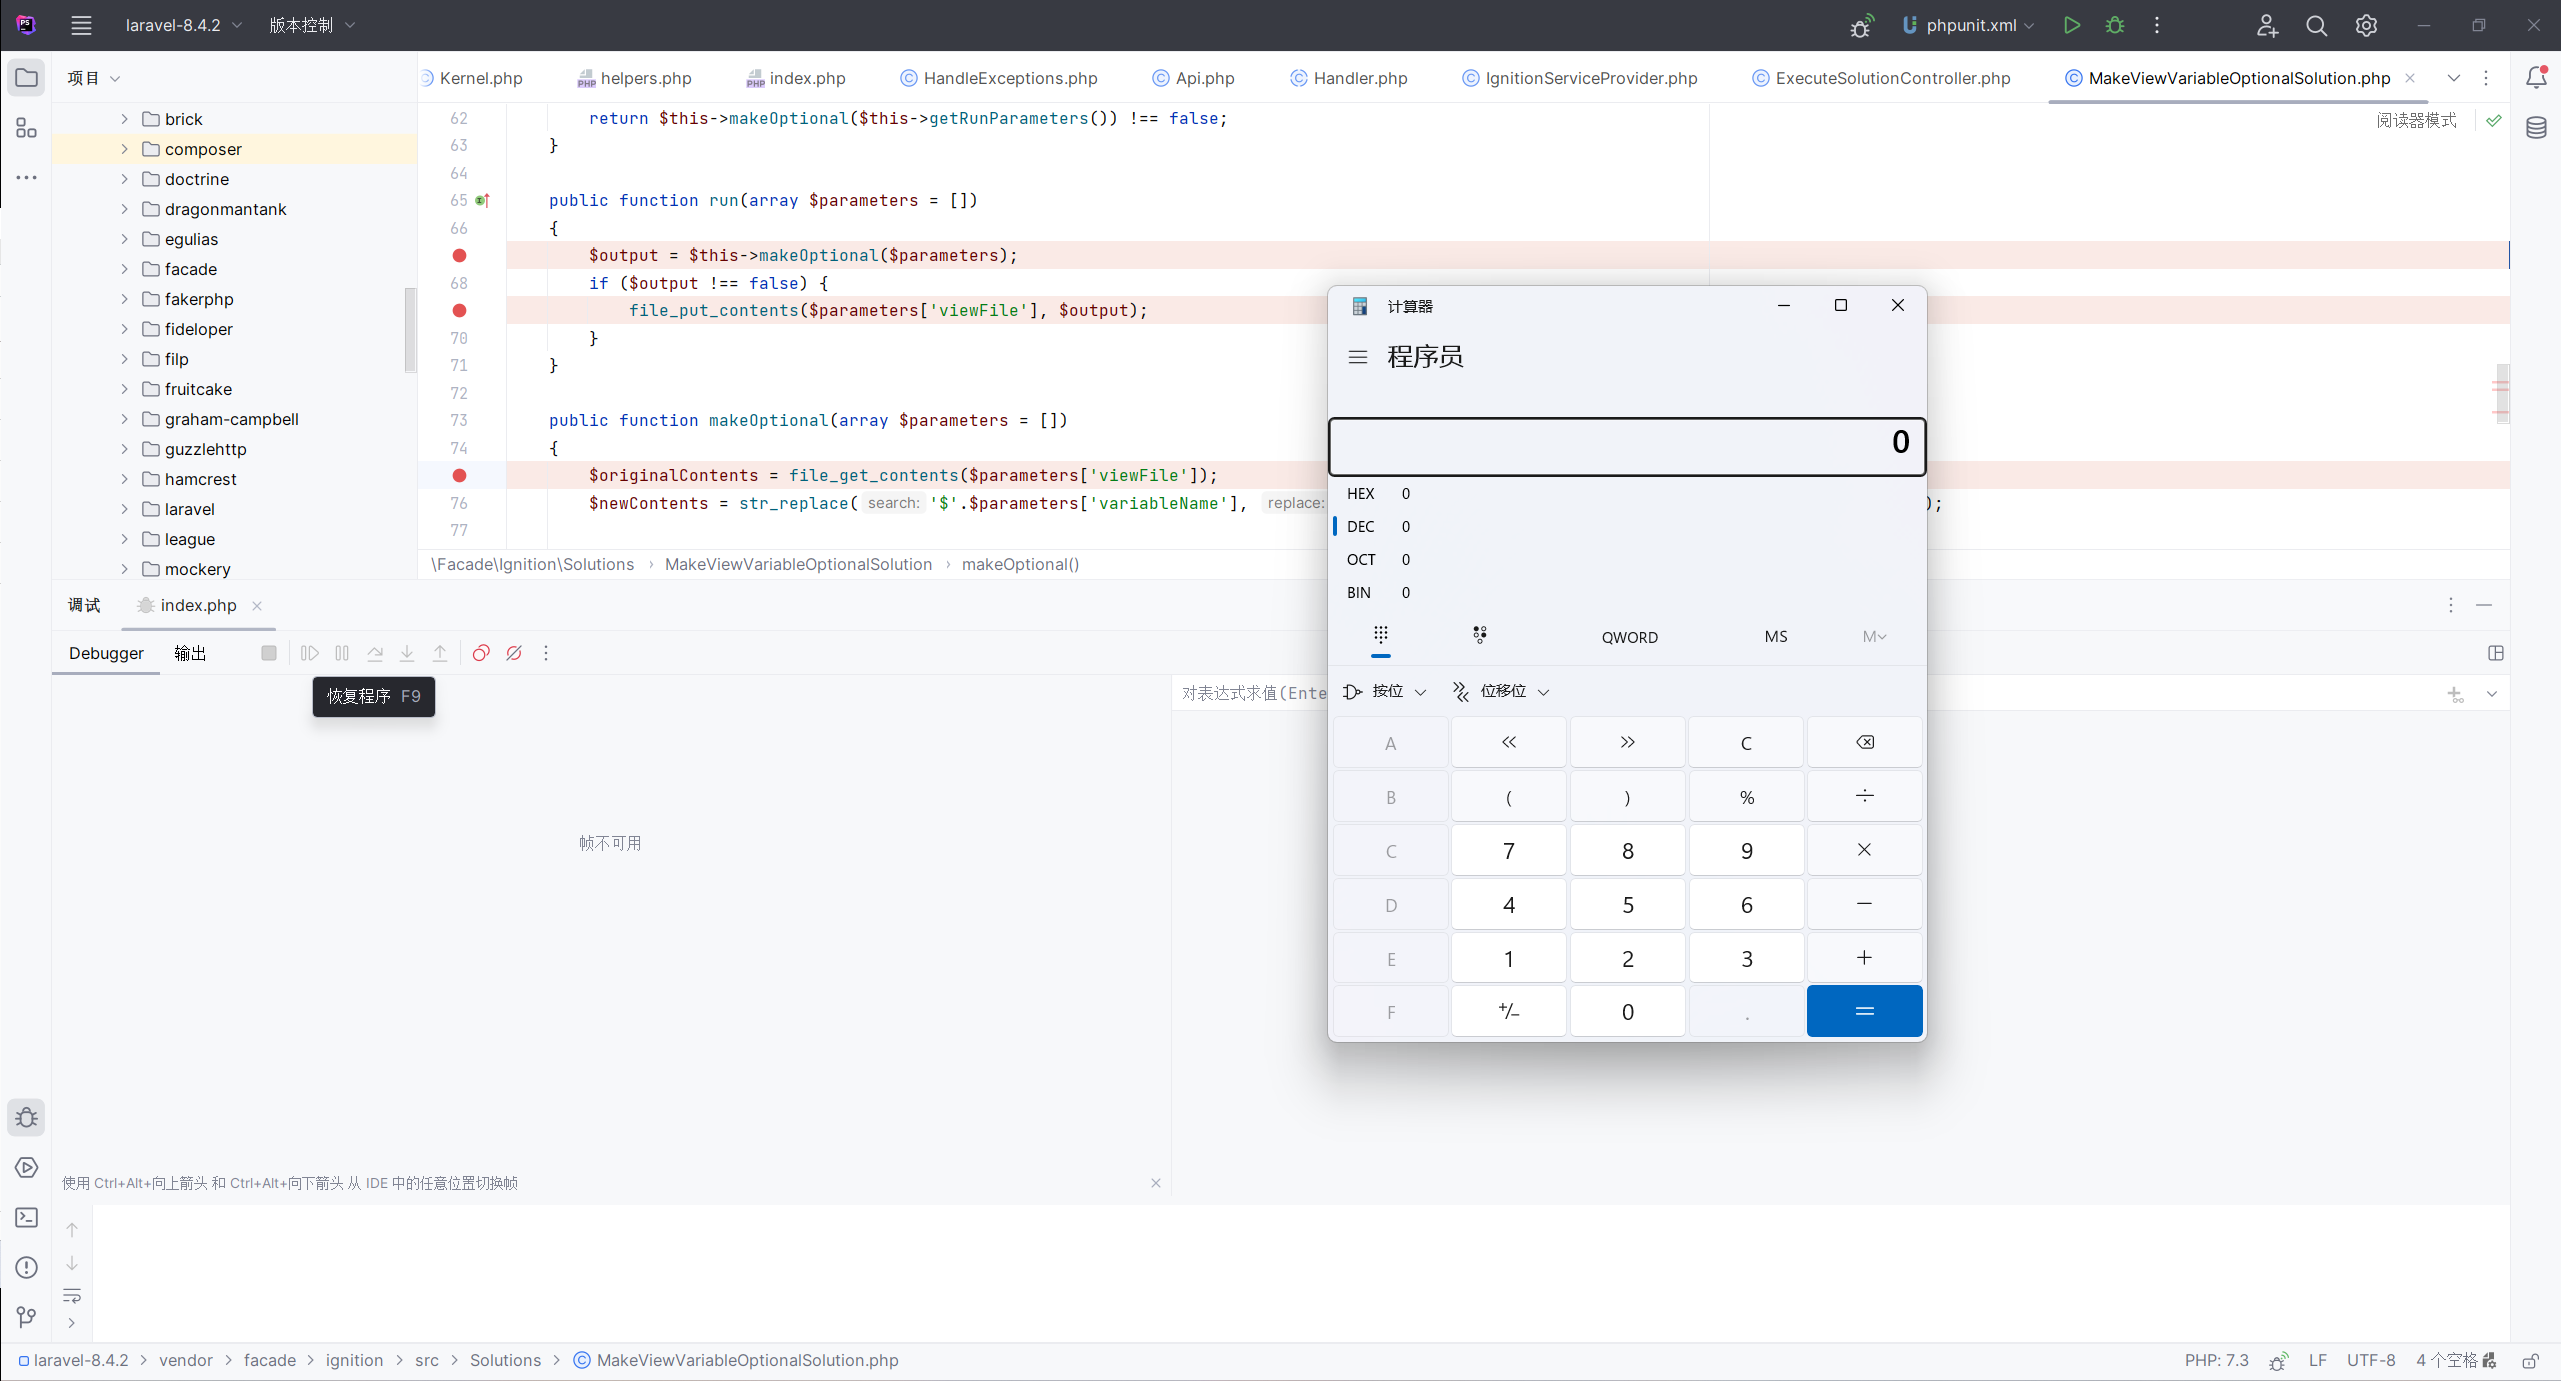 laravel-8.4.2 版本控制 phpunit.xml
项目
Kernel.php helpers.php index.php HandleExceptions.php Api.php Handler.php IgnitionServiceProvider.php ExecuteSolutionController.php MakeViewVariableOptionalSolution.php
阅读器模式
brick
composer
doctrine
dragonmantank
egulias
facade
fakerphp
fideloper
filp
fruitcake
graham-campbell
guzzlehttp
hamcrest
laravel
league
mockery
62 return $this->makeOptional($this->getRunParameters()) !== false;
63 }
64
65 public function run(array $parameters = [])
66 {
$output = $this->makeOptional($parameters);
68 if ($output !== false) {
file_put_contents($parameters['viewFile'], $output);
70 }
71 }
72
73 public function makeOptional(array $parameters = [])
74 {
$originalContents = file_get_contents($parameters['viewFile']);
76 $newContents = str_replace( search: '$'.$parameters['variableName'], replace: );
77
\Facade\Ignition\Solutions › MakeViewVariableOptionalSolution › makeOptional()
调试 index.php
Debugger 输出
恢复程序 F9
对表达式求值(Ente
帧不可用
使用 Ctrl+Alt+向上箭头 和 Ctrl+Alt+向下箭头 从 IDE 中的任意位置切换帧
计算器
程序员
0
HEX 0
DEC 0
OCT 0
BIN 0
QWORD MS M
按位 位移位
A « » C
B ( ) % ÷
C 7 8 9 ×
D 4 5 6 −
E 1 2 3 +
F +/− 0 . =
laravel-8.4.2 > vendor > facade > ignition > src > Solutions > MakeViewVariableOptionalSolution.php
PHP: 7.3 LF UTF-8 4 个空格